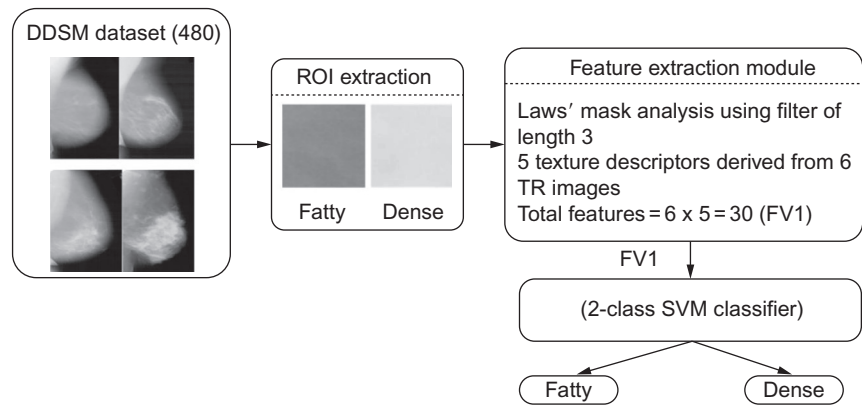 DDSM dataset (480)
ROI extraction
Fatty
Dense
Feature extraction module
Laws′ mask analysis using filter of
length 3
5 texture descriptors derived from 6
TR images
Total features = 6 x 5 = 30 (FV1)
FV1
(2-class SVM classifier)
Fatty
Dense